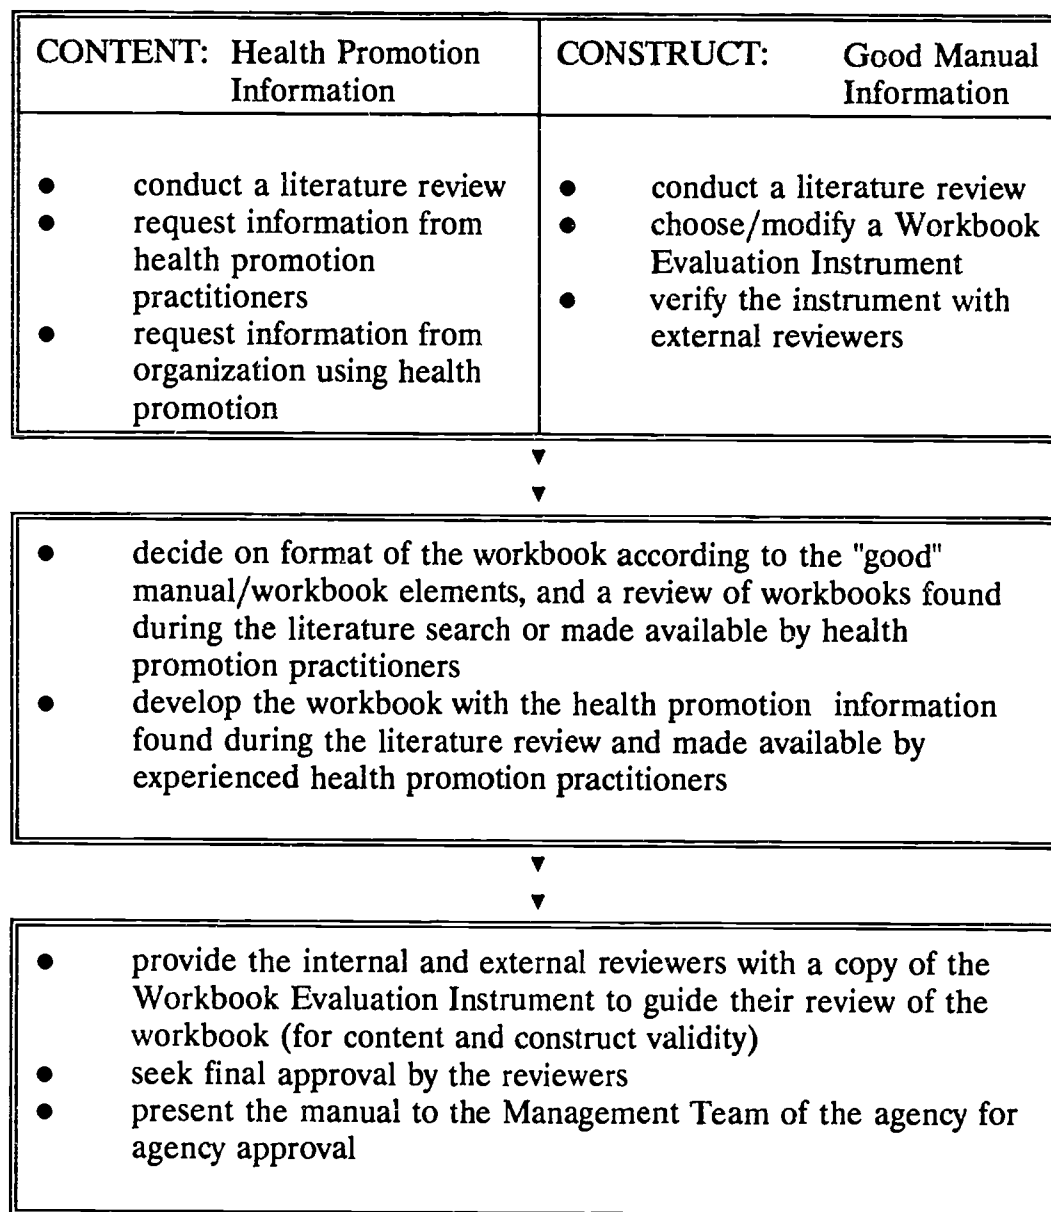 CONTENT: Health Promotion
Information
● conduct a literature review
● request information from
health promotion
practitioners
● request information from
organization using health
promotion
CONSTRUCT: Good Manual
Information
● conduct a literature review
● choose/modify a Workbook
Evaluation Instrument
● verify the instrument with
external reviewers
● decide on format of the workbook according to the "good"
manual/workbook elements, and a review of workbooks found
during the literature search or made available by health
promotion practitioners
● develop the workbook with the health promotion information
found during the literature review and made available by
experienced health promotion practitioners
● provide the internal and external reviewers with a copy of the
Workbook Evaluation Instrument to guide their review of the
workbook (for content and construct validity)
● seek final approval by the reviewers
● present the manual to the Management Team of the agency for
agency approval